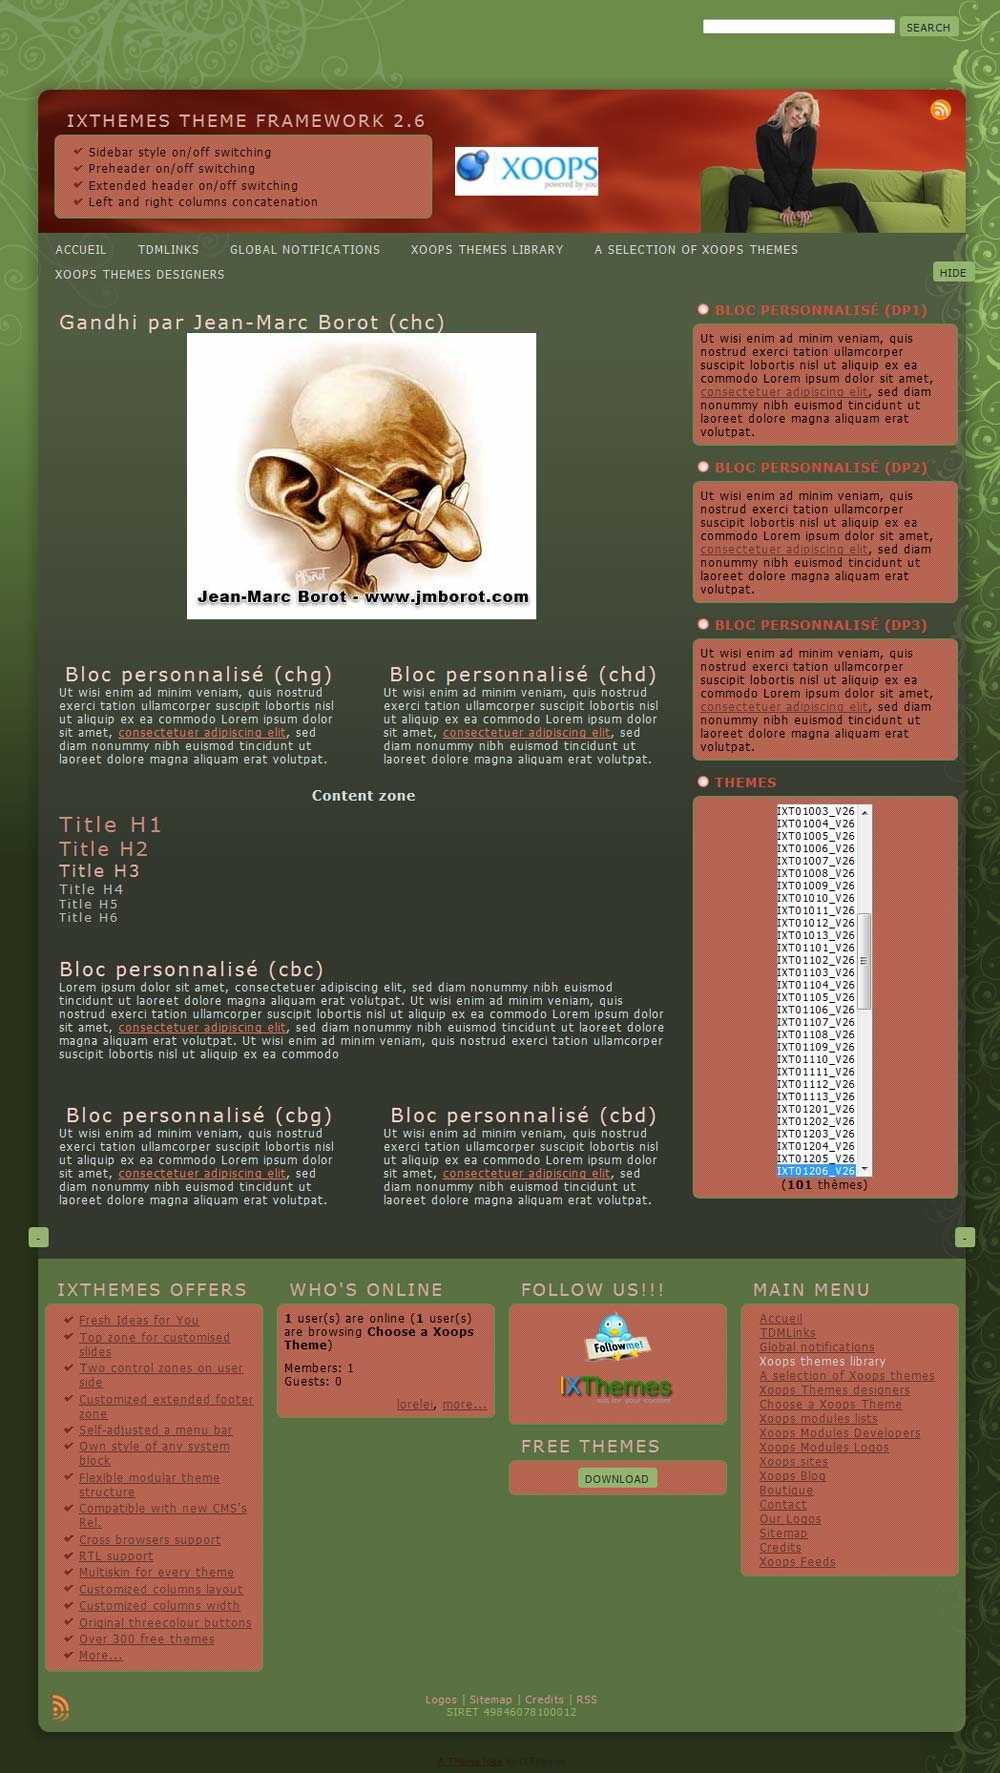 SEARCH
IXTHEMES THEME FRAMEWORK 2.6
Sidebar style on/off switching
Preheader on/off switching
Extended header on/off switching
Left and right columns concatenation
XOOPS
powered by you
ACCUEIL TDMLINKS GLOBAL NOTIFICATIONS XOOPS THEMES LIBRARY A SELECTION OF XOOPS THEMES
XOOPS THEMES DESIGNERS
HIDE
Gandhi par Jean-Marc Borot (chc)
Jean-Marc Borot - www.jmborot.com
Bloc personnalisé (chg)
Ut wisi enim ad minim veniam, quis nostrud
exerci tation ullamcorper suscipit lobortis nisl
ut aliquip ex ea commodo Lorem ipsum dolor
sit amet, consectetuer adipiscing elit, sed
diam nonummy nibh euismod tincidunt ut
laoreet dolore magna aliquam erat volutpat.
Bloc personnalisé (chd)
Ut wisi enim ad minim veniam, quis nostrud
exerci tation ullamcorper suscipit lobortis nisl
ut aliquip ex ea commodo Lorem ipsum dolor
sit amet, consectetuer adipiscing elit, sed
diam nonummy nibh euismod tincidunt ut
laoreet dolore magna aliquam erat volutpat.
Content zone
Title H1
Title H2
Title H3
Title H4
Title H5
Title H6
Bloc personnalisé (cbc)
Lorem ipsum dolor sit amet, consectetuer adipiscing elit, sed diam nonummy nibh euismod
tincidunt ut laoreet dolore magna aliquam erat volutpat. Ut wisi enim ad minim veniam, quis
nostrud exerci tation ullamcorper suscipit lobortis nisl ut aliquip ex ea commodo Lorem ipsum dolor
sit amet, consectetuer adipiscing elit, sed diam nonummy nibh euismod tincidunt ut laoreet dolore
magna aliquam erat volutpat. Ut wisi enim ad minim veniam, quis nostrud exerci tation ullamcorper
suscipit lobortis nisl ut aliquip ex ea commodo
Bloc personnalisé (cbg)
Ut wisi enim ad minim veniam, quis nostrud
exerci tation ullamcorper suscipit lobortis nisl
ut aliquip ex ea commodo Lorem ipsum dolor
sit amet, consectetuer adipiscing elit, sed
diam nonummy nibh euismod tincidunt ut
laoreet dolore magna aliquam erat volutpat.
Bloc personnalisé (cbd)
Ut wisi enim ad minim veniam, quis nostrud
exerci tation ullamcorper suscipit lobortis nisl
ut aliquip ex ea commodo Lorem ipsum dolor
sit amet, consectetuer adipiscing elit, sed
diam nonummy nibh euismod tincidunt ut
laoreet dolore magna aliquam erat volutpat.
BLOC PERSONNALISÉ (DP1)
Ut wisi enim ad minim veniam, quis
nostrud exerci tation ullamcorper
suscipit lobortis nisl ut aliquip ex ea
commodo Lorem ipsum dolor sit amet,
consectetuer adipiscing elit, sed diam
nonummy nibh euismod tincidunt ut
laoreet dolore magna aliquam erat
volutpat.
BLOC PERSONNALISÉ (DP2)
Ut wisi enim ad minim veniam, quis
nostrud exerci tation ullamcorper
suscipit lobortis nisl ut aliquip ex ea
commodo Lorem ipsum dolor sit amet,
consectetuer adipiscing elit, sed diam
nonummy nibh euismod tincidunt ut
laoreet dolore magna aliquam erat
volutpat.
BLOC PERSONNALISÉ (DP3)
Ut wisi enim ad minim veniam, quis
nostrud exerci tation ullamcorper
suscipit lobortis nisl ut aliquip ex ea
commodo Lorem ipsum dolor sit amet,
consectetuer adipiscing elit, sed diam
nonummy nibh euismod tincidunt ut
laoreet dolore magna aliquam erat
volutpat.
THEMES
IXT01003_V26
IXT01004_V26
IXT01005_V26
IXT01006_V26
IXT01007_V26
IXT01008_V26
IXT01009_V26
IXT01010_V26
IXT01011_V26
IXT01012_V26
IXT01013_V26
IXT01101_V26
IXT01102_V26
IXT01103_V26
IXT01104_V26
IXT01105_V26
IXT01106_V26
IXT01107_V26
IXT01108_V26
IXT01109_V26
IXT01110_V26
IXT01111_V26
IXT01112_V26
IXT01113_V26
IXT01201_V26
IXT01202_V26
IXT01203_V26
IXT01204_V26
IXT01205_V26
IXT01206_V26
(101 thèmes)
- -
IXTHEMES OFFERS
Fresh Ideas for You
Top zone for customised
slides
Two control zones on user
side
Customized extended footer
zone
Self-adjusted a menu bar
Own style of any system
block
Flexible modular theme
structure
Compatible with new CMS's
Rel.
Cross browsers support
RTL support
Multiskin for every theme
Customized columns layout
Customized columns width
Original threecolour buttons
Over 300 free themes
More...
WHO'S ONLINE
1 user(s) are online (1 user(s)
are browsing Choose a Xoops
Theme)
Members: 1
Guests: 0
lorelei, more...
FOLLOW US!!!
Followme!
IXThemes
FREE THEMES
DOWNLOAD
MAIN MENU
Accueil
TDMLinks
Global notifications
Xoops themes library
A selection of Xoops themes
Xoops Themes designers
Choose a Xoops Theme
Xoops modules lists
Xoops Modules Developers
Xoops Modules Logos
Xoops sites
Xoops Blog
Boutique
Contact
Our Logos
Sitemap
Credits
Xoops Feeds
Logos | Sitemap | Credits | RSS
SIRET 49846078100012